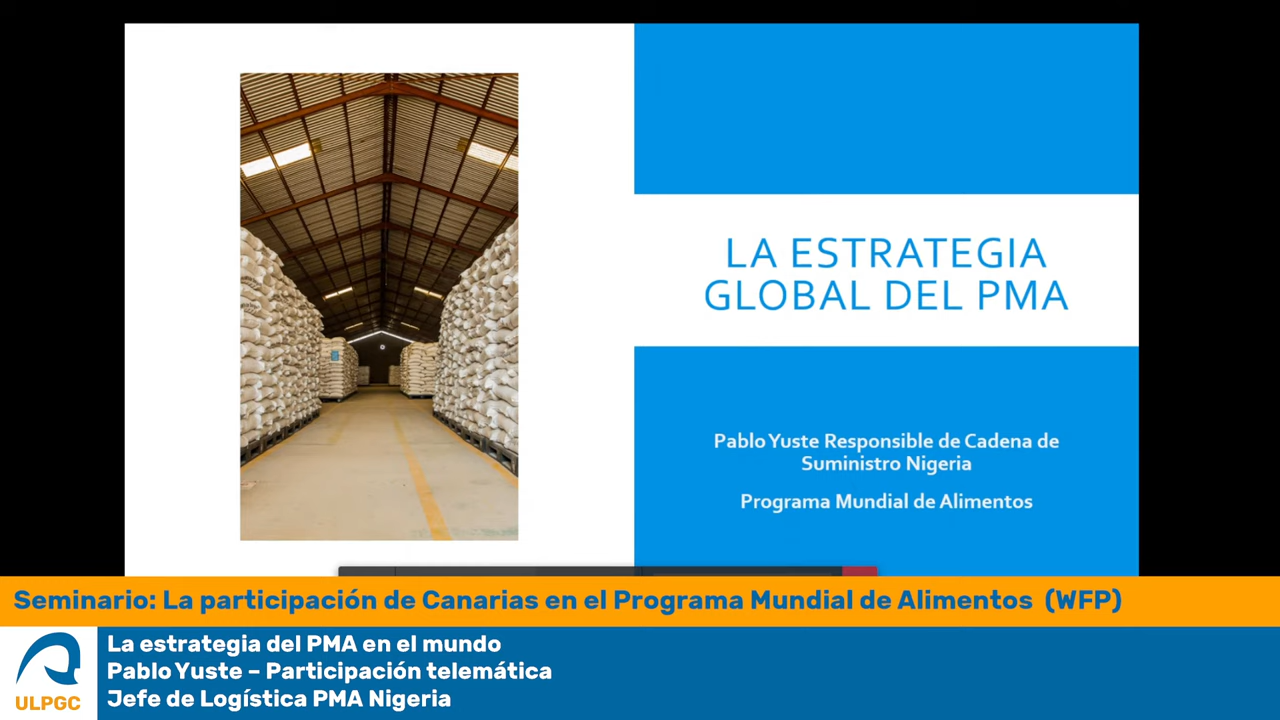 LA ESTRATEGIA
GLOBAL DEL PMA
Pablo Yuste Responsible de Cadena de
Suministro Nigeria
Programa Mundial de Alimentos
Seminario: La participación de Canarias en el Programa Mundial de Alimentos (WFP)
La estrategia del PMA en el mundo
Pablo Yuste – Participación telemática
Jefe de Logística PMA Nigeria
ULPGC